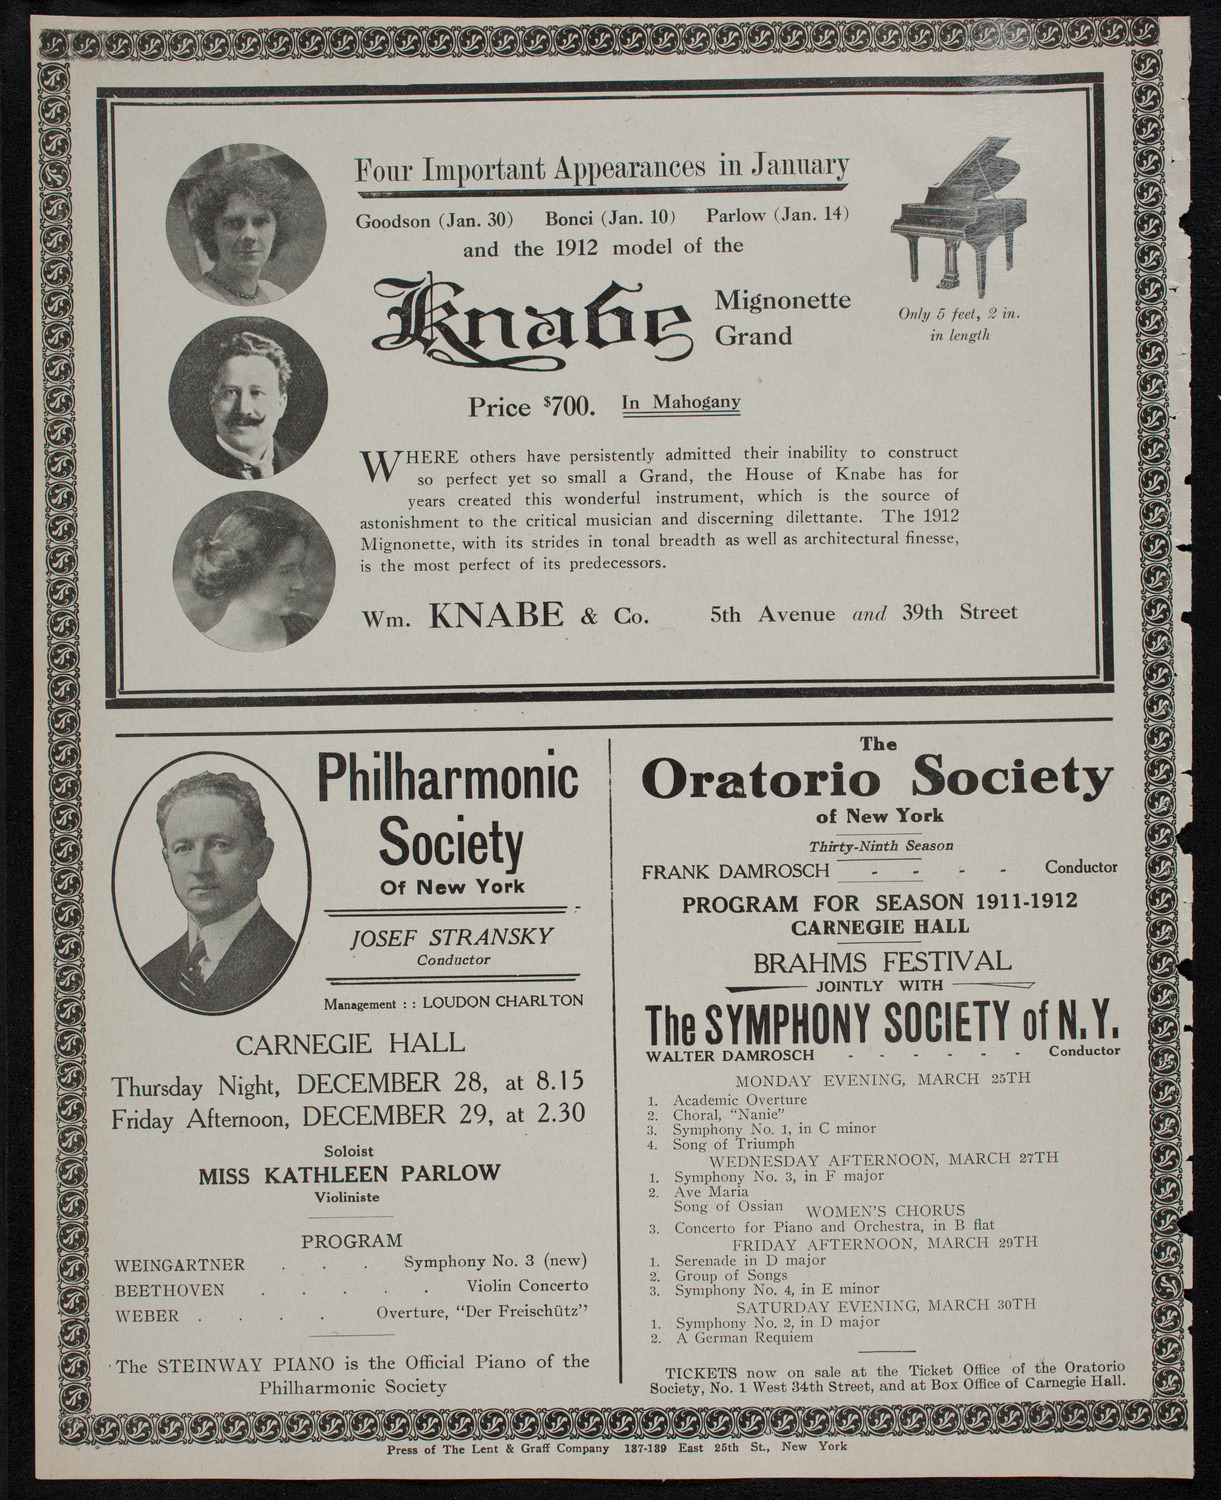 Four Important Appearances in January
Goodson (Jan. 30) Bonci (Jan. 10) Parlow (Jan. 14)
and the 1912 model of the
Knabe Mignonette
Grand
Only 5 feet, 2 in.
in length
Price $700. In Mahogany
WHERE others have persistently admitted their inability to construct
so perfect yet so small a Grand, the House of Knabe has for
years created this wonderful instrument, which is the source of
astonishment to the critical musician and discerning dilettante. The 1912
Mignonette, with its strides in tonal breadth as well as architectural finesse,
is the most perfect of its predecessors.
Wm. KNABE & Co. 5th Avenue and 39th Street
Philharmonic
Society
Of New York
JOSEF STRANSKY
Conductor
Management : : LOUDON CHARLTON
CARNEGIE HALL
Thursday Night, DECEMBER 28, at 8.15
Friday Afternoon, DECEMBER 29, at 2.30
Soloist
MISS KATHLEEN PARLOW
Violiniste
PROGRAM
WEINGARTNER . . . Symphony No. 3 (new)
BEETHOVEN . . . . . Violin Concerto
WEBER . . . . Overture, "Der Freischütz"
The STEINWAY PIANO is the Official Piano of the
Philharmonic Society
The
Oratorio Society
of New York
Thirty-Ninth Season
FRANK DAMROSCH - - - - Conductor
PROGRAM FOR SEASON 1911-1912
CARNEGIE HALL
BRAHMS FESTIVAL
JOINTLY WITH
The SYMPHONY SOCIETY of N.Y.
WALTER DAMROSCH - - - - - - Conductor
MONDAY EVENING, MARCH 25TH
1. Academic Overture
2. Choral, "Nanie"
3. Symphony No. 1, in C minor
4. Song of Triumph
WEDNESDAY AFTERNOON, MARCH 27TH
1. Symphony No. 3, in F major
2. Ave Maria
Song of Ossian WOMEN'S CHORUS
3. Concerto for Piano and Orchestra, in B flat
FRIDAY AFTERNOON, MARCH 29TH
1. Serenade in D major
2. Group of Songs
3. Symphony No. 4, in E minor
SATURDAY EVENING, MARCH 30TH
1. Symphony No. 2, in D major
2. A German Requiem
TICKETS now on sale at the Ticket Office of the Oratorio
Society, No. 1 West 34th Street, and at Box Office of Carnegie Hall.
Press of The Lent & Graff Company 137-139 East 25th St., New York